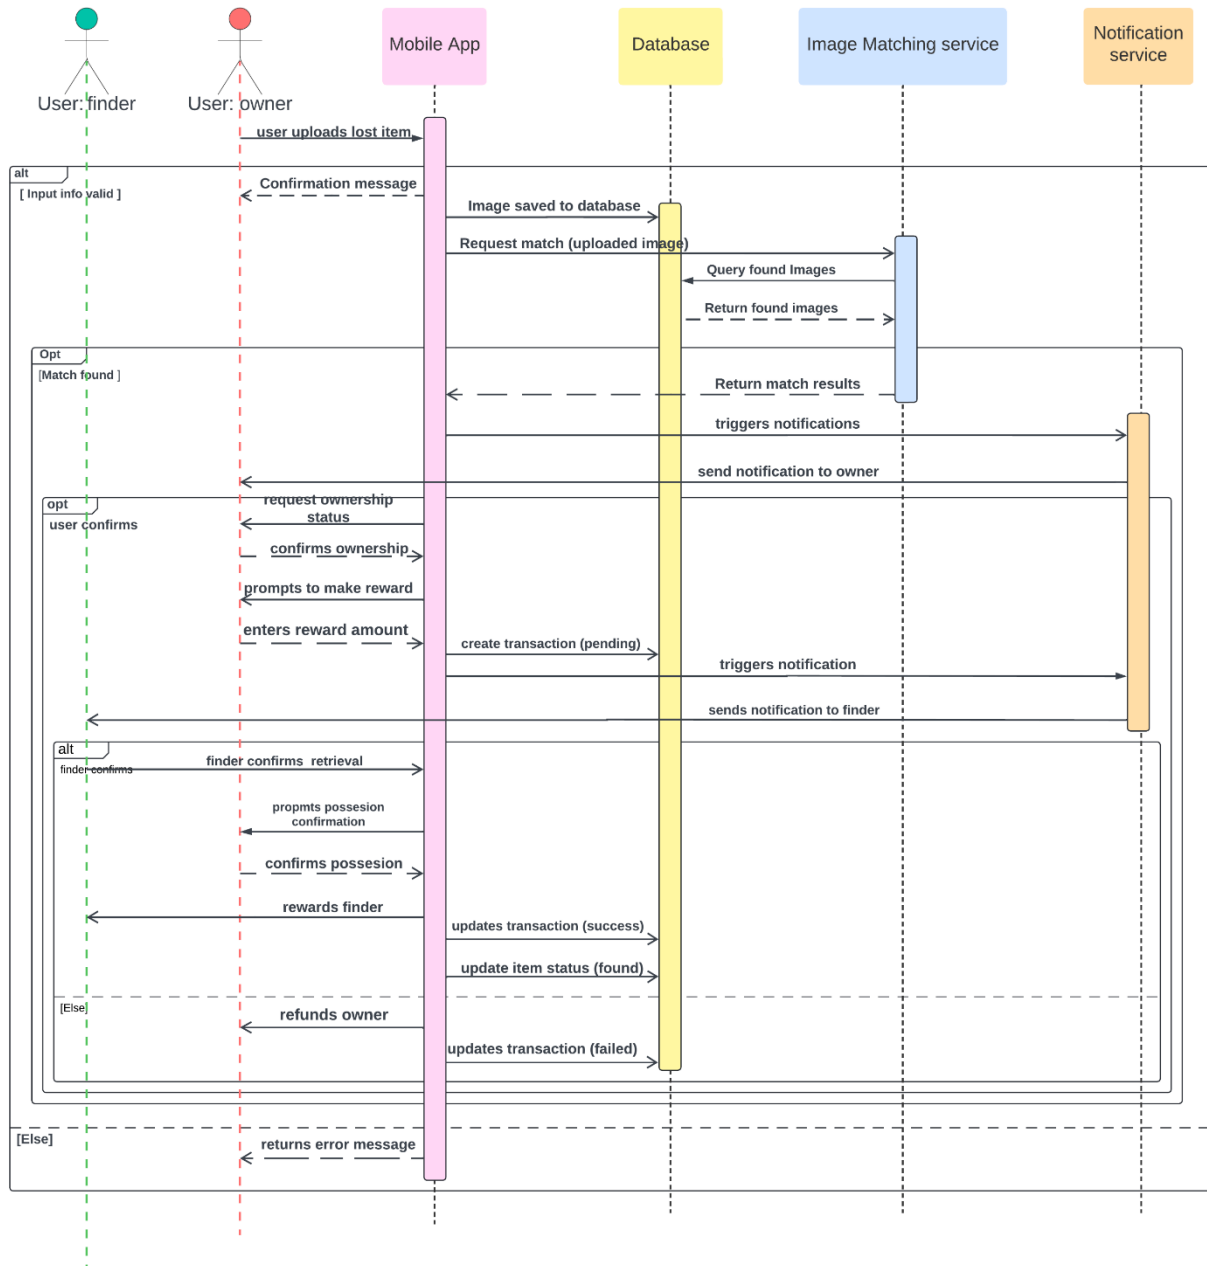 User: finder
User: owner
Mobile App
Database
Image Matching service
Notification
service
user uploads lost item
alt
[ Input info valid ]
Confirmation message
Image saved to database
Request match (uploaded image)
Query found Images
Return found images
Opt
[Match found ]
Return match results
triggers notifications
send notification to owner
opt
user confirms
request ownership
status
confirms ownership
prompts to make reward
enters reward amount
create transaction (pending)
triggers notification
sends notification to finder
alt
finder confirms
finder confirms retrieval
propmts possesion
confirmation
confirms possesion
rewards finder
updates transaction (success)
update item status (found)
[Else]
refunds owner
updates transaction (failed)
[Else]
returns error message